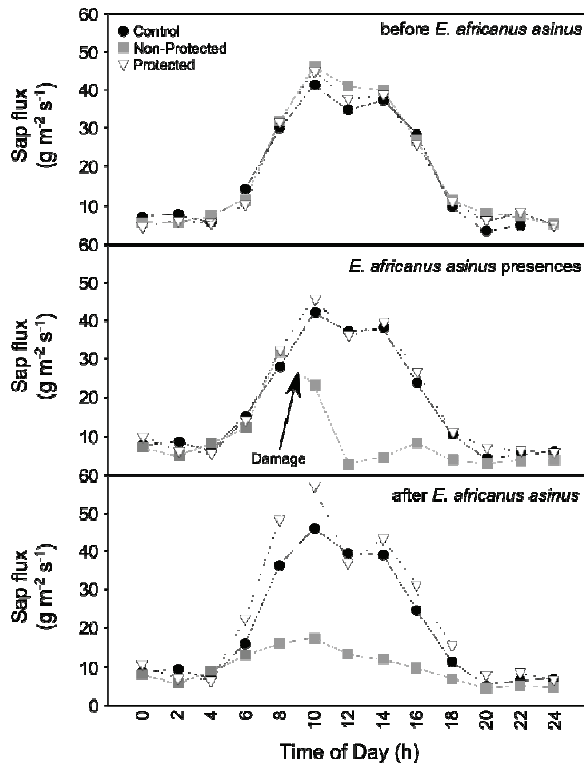 before E. africanus asinus
Control
Non-Protected
Protected
60
50
40
30
20
10
Sap flux
(g m⁻² s⁻¹)
E. africanus asinus presences
60
50
40
30
20
10
Sap flux
(g m⁻² s⁻¹)
Damage
after E. africanus asinus
60
50
40
30
20
10
0
Sap flux
(g m⁻² s⁻¹)
0 2 4 6 8 10 12 14 16 18 20 22 24
Time of Day (h)